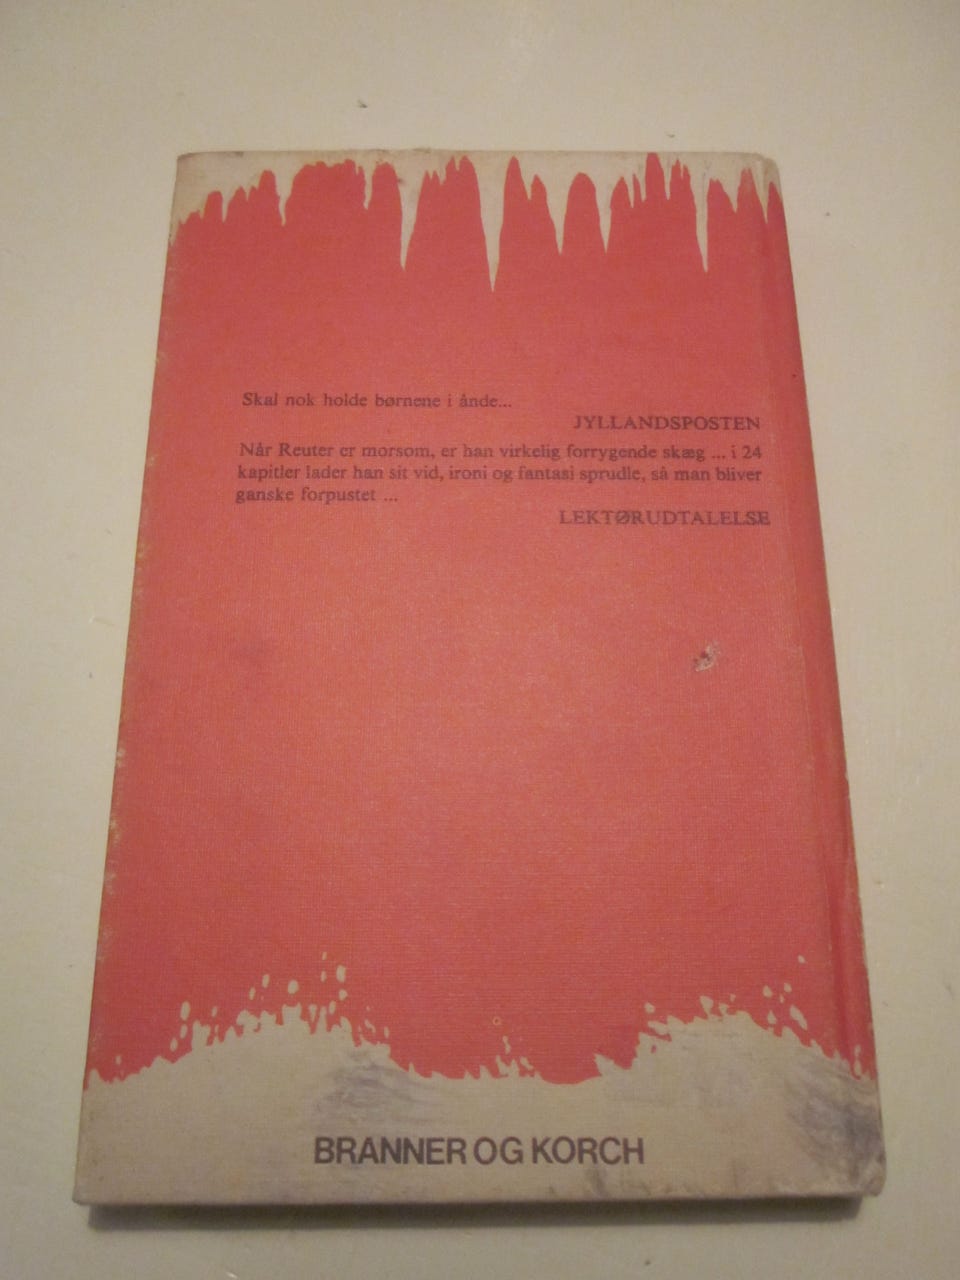 Skal nok holde børnene i ånde...
JYLLANDSPOSTEN
Når Reuter er morsom, er han virkelig forrygende skæg ... i 24
kapitler lader han sit vid, ironi og fantasi sprudle, så man bliver
ganske forpustet ...
LEKTØRUDTALELSE
BRANNER OG KORCH